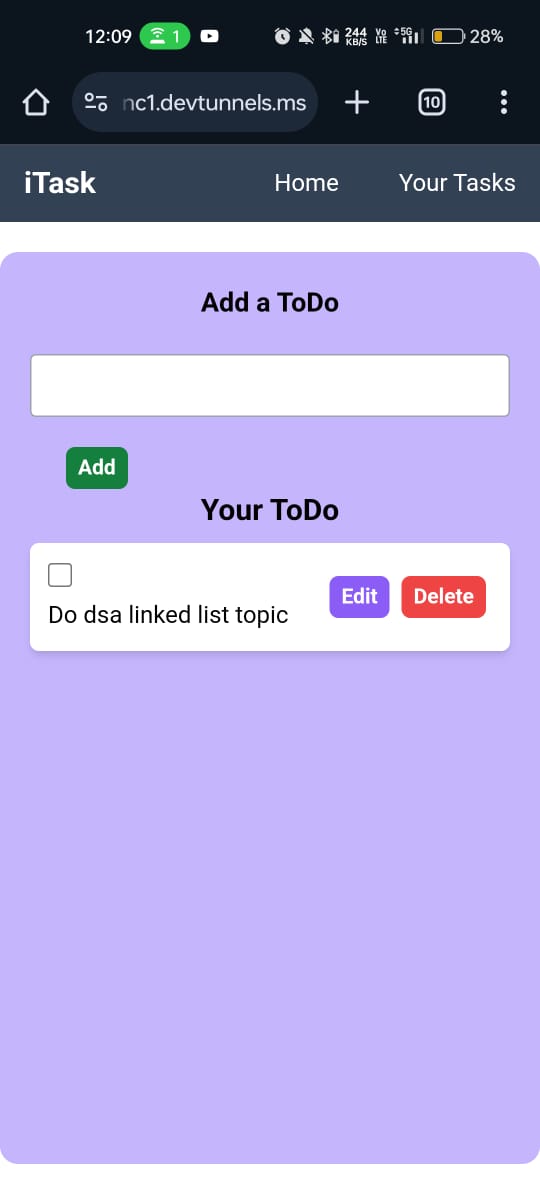 12:09 1 244 KB/S Vo LTE 5G 28%
nc1.devtunnels.ms 10
iTask Home Your Tasks
Add a ToDo
Add
Your ToDo
Do dsa linked list topic Edit Delete